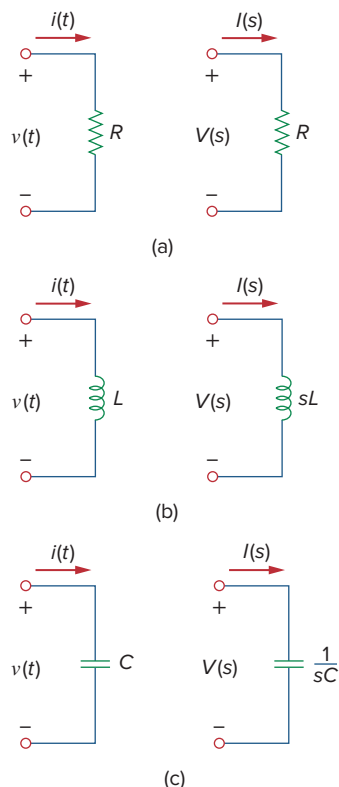 i(t) I(s)
+ +
v(t) R V(s) R
− −
(a)
i(t) I(s)
+ +
v(t) L V(s) sL
− −
(b)
i(t) I(s)
+ +
v(t) C V(s) 1/sC
− −
(c)